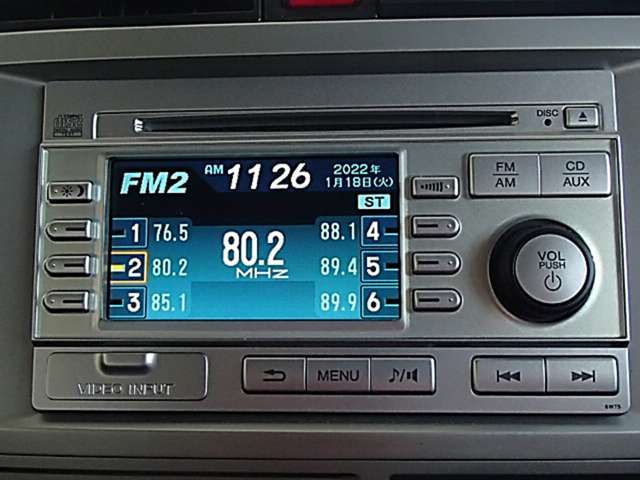 DISC
FM2
AM 11 26
2022年
1月18日(火)
ST
FM
AM
CD
AUX
1 76.5
2 80.2
3 85.1
80.2
MHz
88.1 4
89.4 5
89.9 6
VOL
PUSH
VIDEO INPUT
MENU